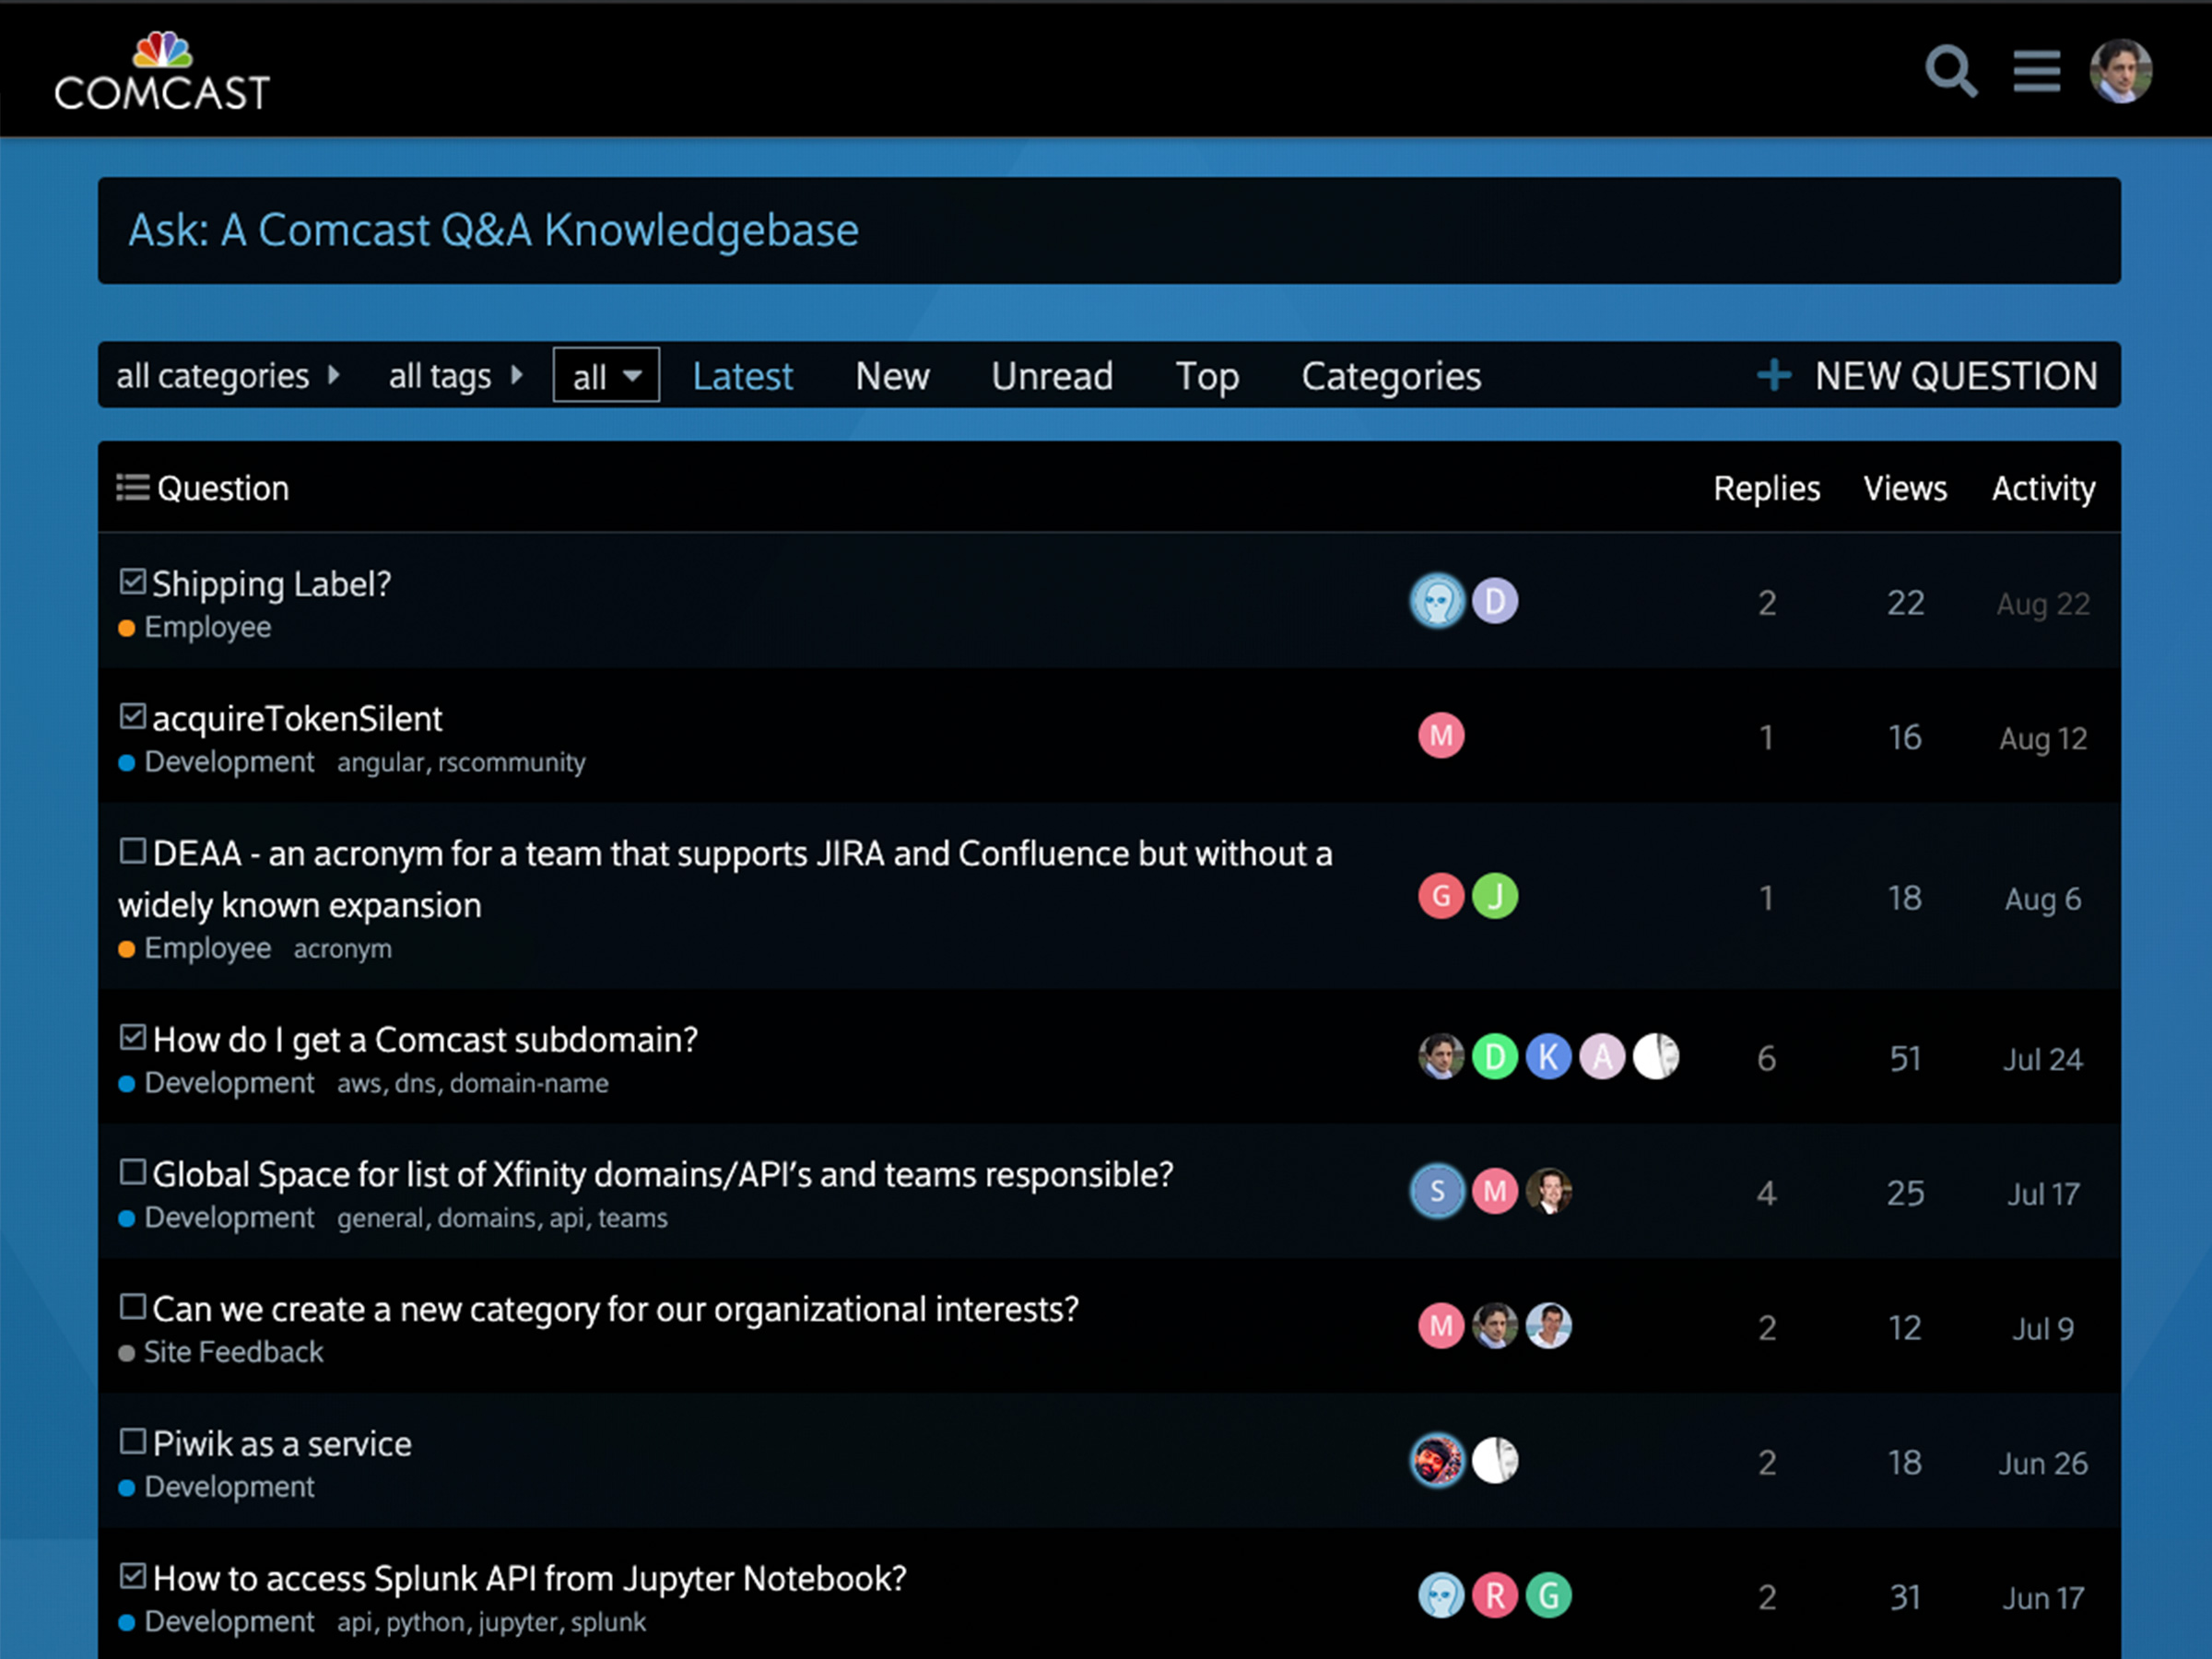 COMCAST
Ask: A Comcast Q&A Knowledgebase
all categories all tags all Latest New Unread Top Categories + NEW QUESTION
Question Replies Views Activity
Shipping Label? D 2 22 Aug 22
Employee
acquireTokenSilent M 1 16 Aug 12
Development angular, rscommunity
DEAA - an acronym for a team that supports JIRA and Confluence but without a
widely known expansion G J 1 18 Aug 6
Employee acronym
How do I get a Comcast subdomain? D K A 6 51 Jul 24
Development aws, dns, domain-name
Global Space for list of Xfinity domains/API's and teams responsible? S M 4 25 Jul 17
Development general, domains, api, teams
Can we create a new category for our organizational interests? M 2 12 Jul 9
Site Feedback
Piwik as a service 2 18 Jun 26
Development
How to access Splunk API from Jupyter Notebook? R G 2 31 Jun 17
Development api, python, jupyter, splunk